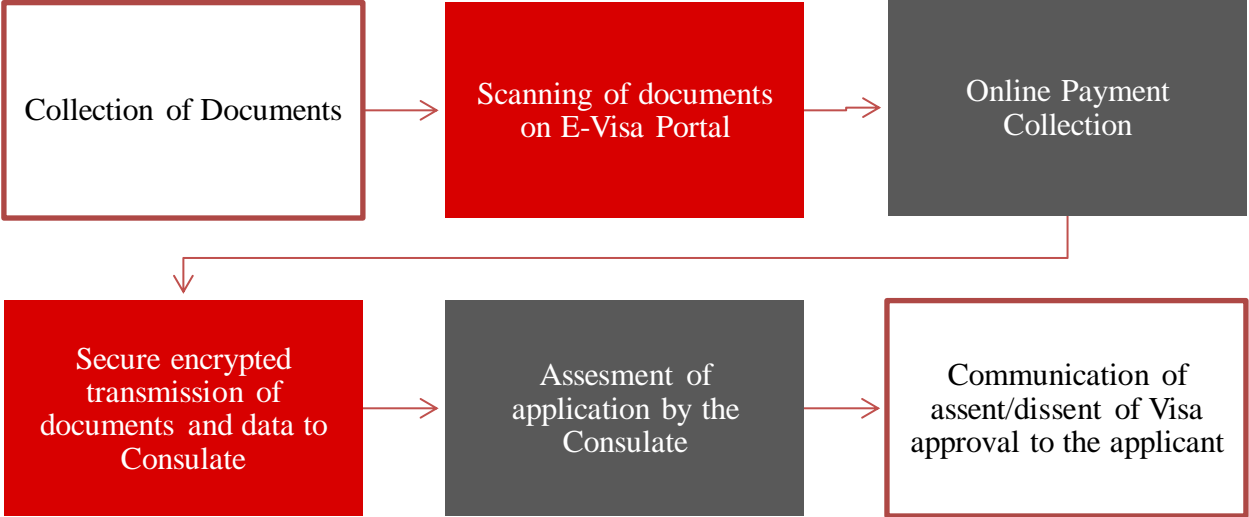 Collection of Documents
Scanning of documents
on E-Visa Portal
Online Payment
Collection
Secure encrypted
transmission of
documents and data to
Consulate
Assesment of
application by the
Consulate
Communication of
assent/dissent of Visa
approval to the applicant